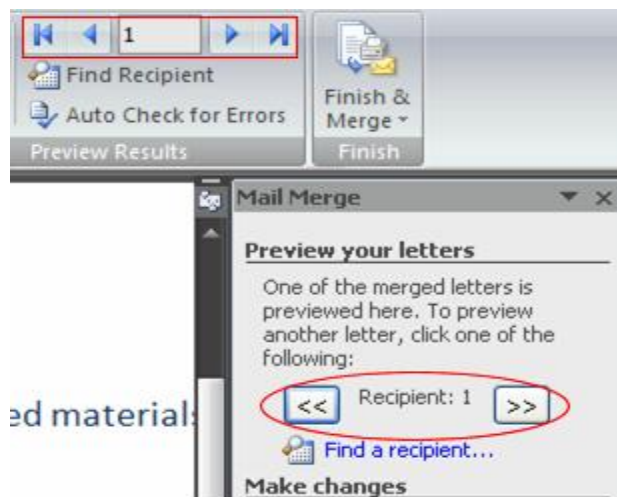 1
Find Recipient
Auto Check for Errors
Preview Results
Finish &
Merge
Finish
Mail Merge
Preview your letters
One of the merged letters is
previewed here. To preview
another letter, click one of the
following:
<< Recipient: 1 >>
Find a recipient...
Make changes
ed materials